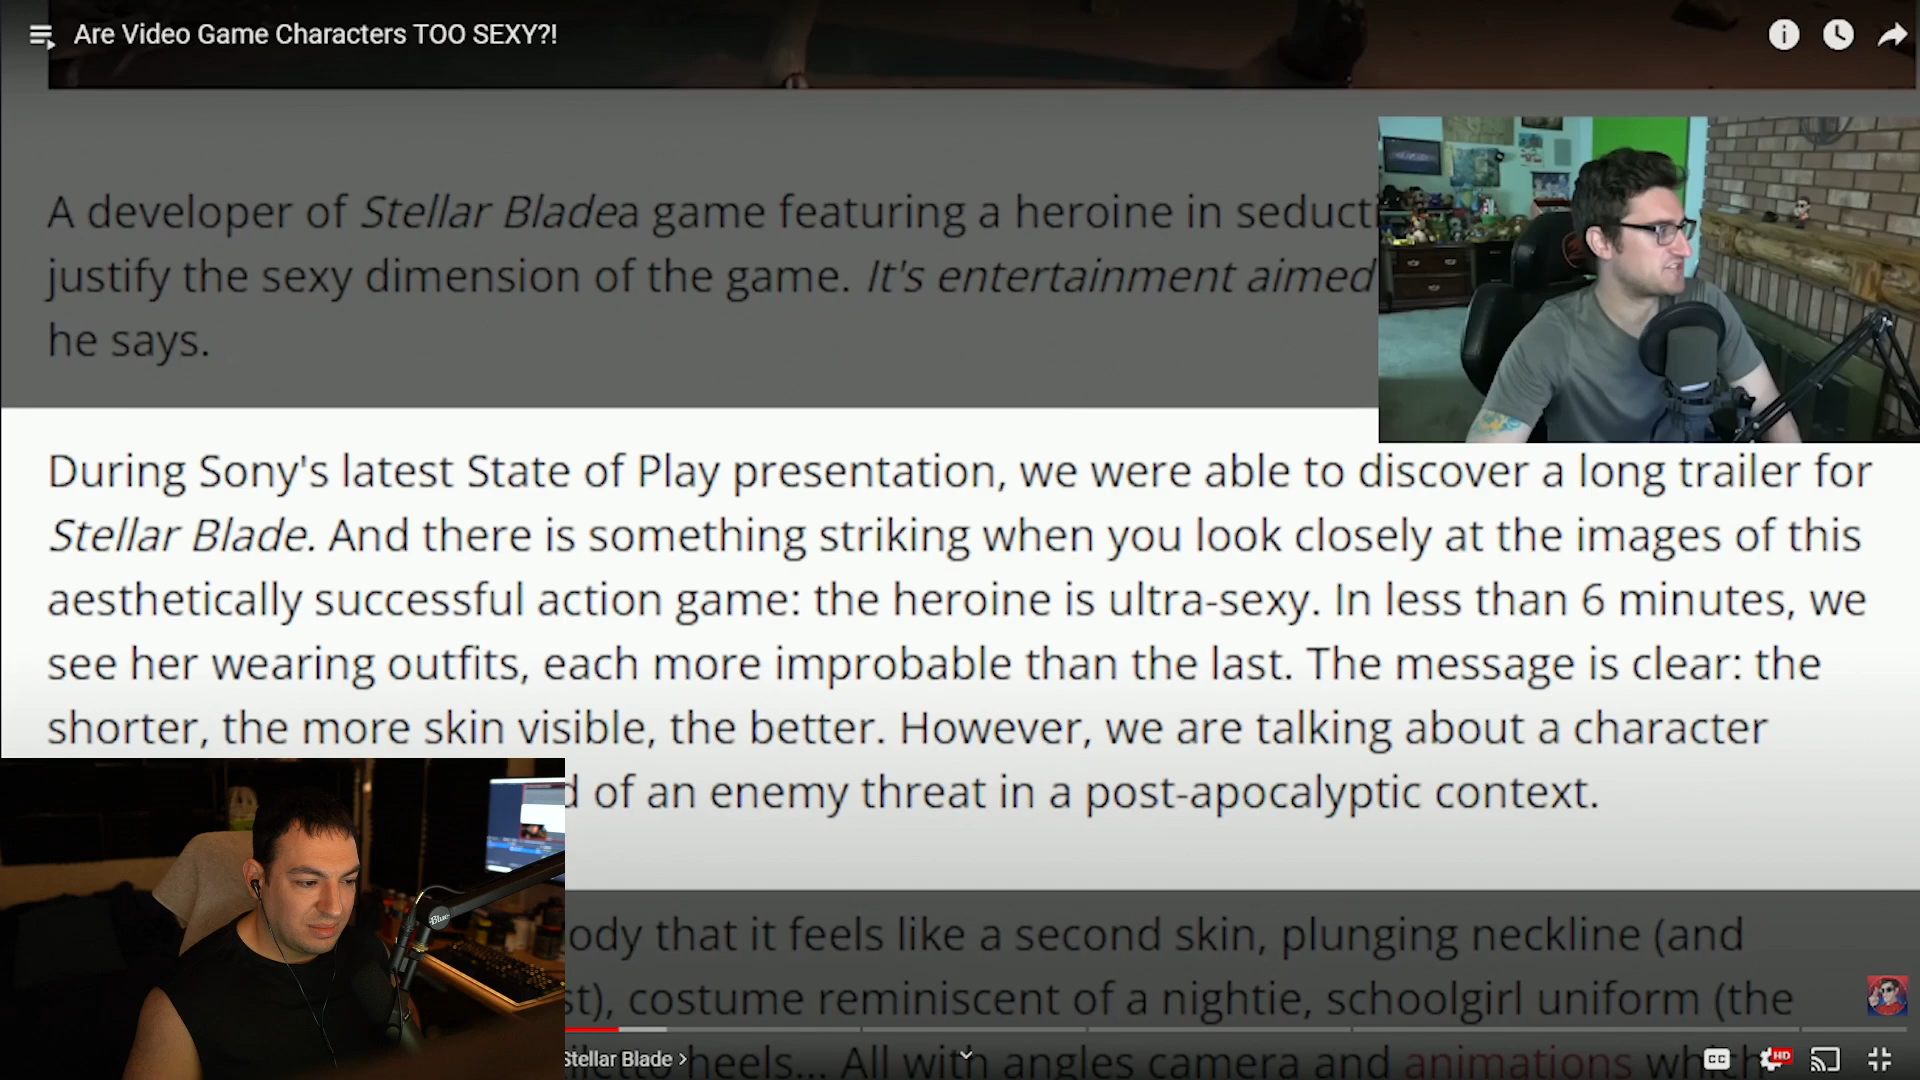 Are Video Game Characters TOO SEXY?!
A developer of Stellar Bladea game featuring a heroine in
justify the sexy dimension of the game. It's entertainment aimed
he says.
During Sony's latest State of Play presentation, we were able to discover a long trailer for
Stellar Blade. And there is something striking when you look closely at the images of this
aesthetically successful action game: the heroine is ultra-sexy. In less than 6 minutes, we
see her wearing outfits, each more improbable than the last. The message is clear: the
shorter, the more skin visible, the better. However, we are talking about a character
of an enemy threat in a post-apocalyptic context.
that it feels like a second skin, plunging neckline (and
costume reminiscent of a nightie, schoolgirl uniform (the
Stellar Blade >
heels... All with angles camera and animations
CC
HD
Blue